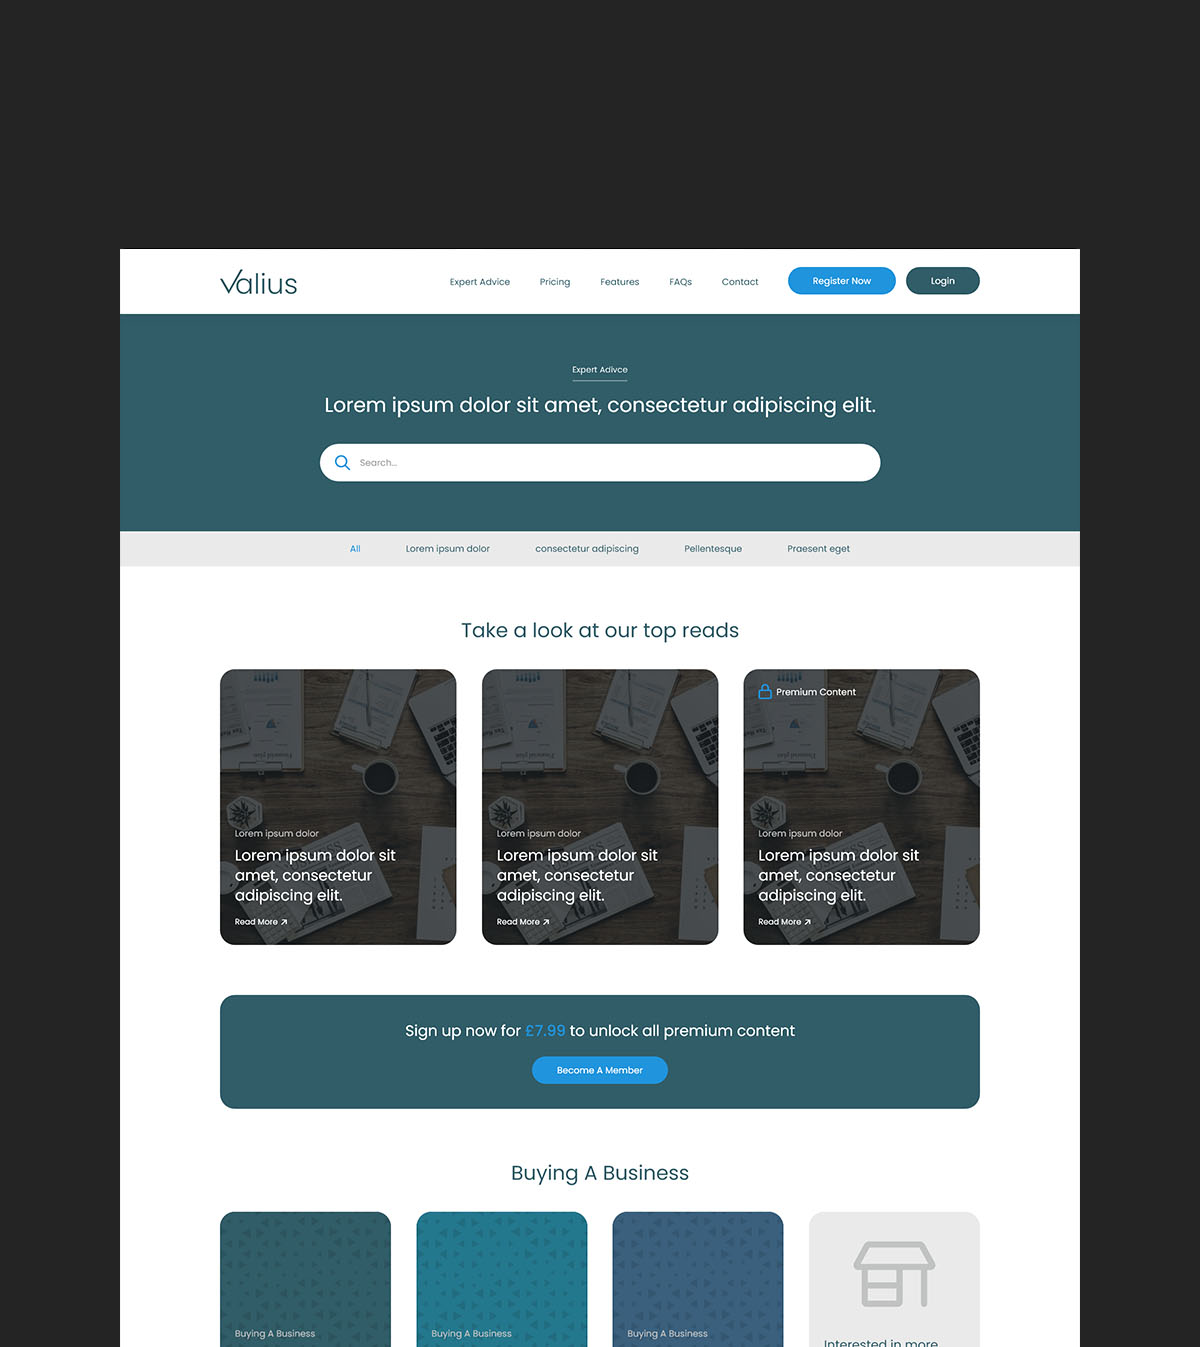 Valius
Expert Advice
Pricing
Features
FAQs
Contact
Register Now
Login
Expert Adivce
Lorem ipsum dolor sit amet, consectetur adipiscing elit.
Search...
All
Lorem ipsum dolor
consectetur adipiscing
Pellentesque
Praesent eget
Take a look at our top reads
Lorem ipsum dolor
Lorem ipsum dolor sit
amet, consectetur
adipiscing elit.
Read More
Lorem ipsum dolor
Lorem ipsum dolor sit
amet, consectetur
adipiscing elit.
Read More
Premium Content
Lorem ipsum dolor
Lorem ipsum dolor sit
amet, consectetur
adipiscing elit.
Read More
Sign up now for £7.99 to unlock all premium content
Become A Member
Buying A Business
Buying A Business
Buying A Business
Buying A Business
Interested in more